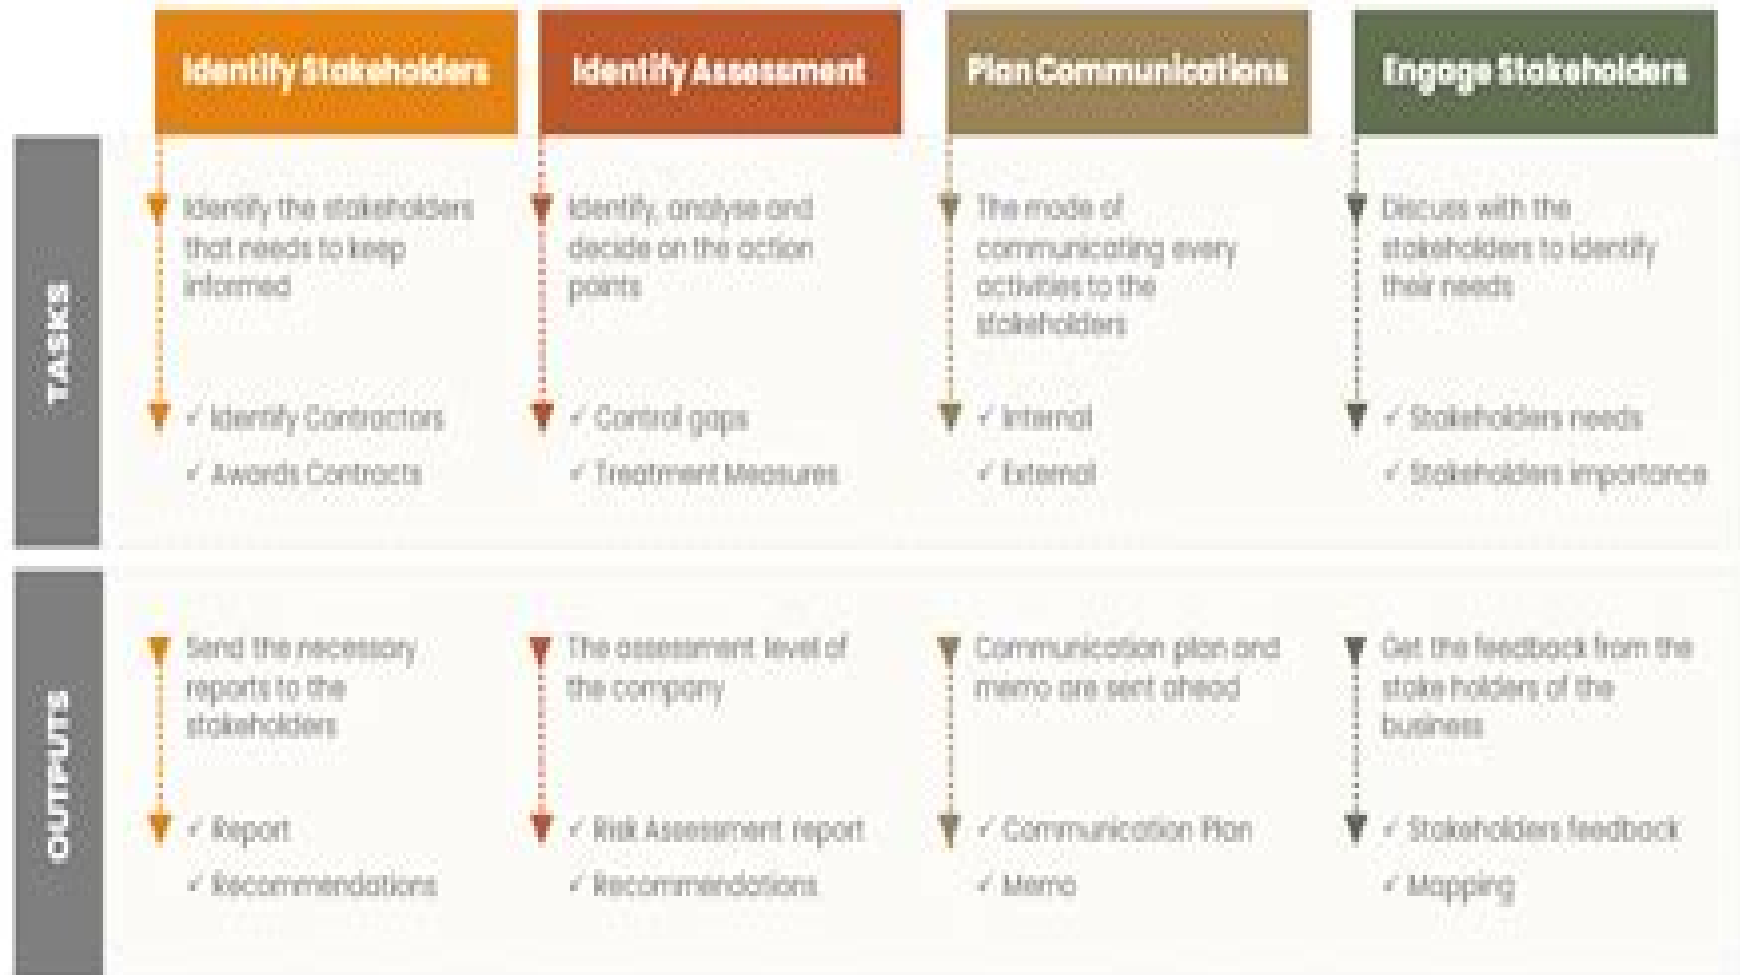 Identify Stakeholders
Identify Assessment
Plan Communications
Engage Stakeholders
TASKS
Identify the stakeholders
that needs to keep
informed
✓ Identify Contractors
✓ Awards Contracts
Identify, analyse and
decide on the action
points
✓ Control gaps
✓ Treatment Measures
The mode of
communicating every
activities to the
stakeholders
✓ Internal
✓ External
Discuss with the
stakeholders to identify
their needs
✓ Stakeholders needs
✓ Stakeholders importance
OUTPUTS
Send the necessary
reports to the
stakeholders
✓ Report
✓ Recommendations
The assessment level of
the company
✓ Risk Assessment report
✓ Recommendations
Communication plan and
memo are sent ahead
✓ Communication Plan
✓ Memo
Get the feedback from the
stake holders of the
business
✓ Stakeholders feedback
✓ Mapping